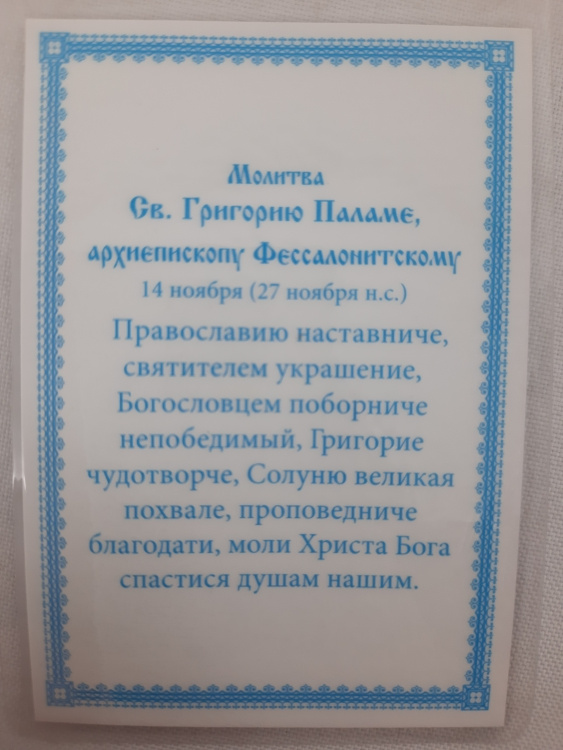 Молитва
Св. Григорию Паламе,
архиепископу Фессалонитскому
14 ноября (27 ноября н.с.)
Православию наставниче,
святителем украшение,
Богословцем поборниче
непобедимый, Григорие
чудотворче, Солуню великая
похвале, проповедниче
благодати, моли Христа Бога
спастися душам нашим.